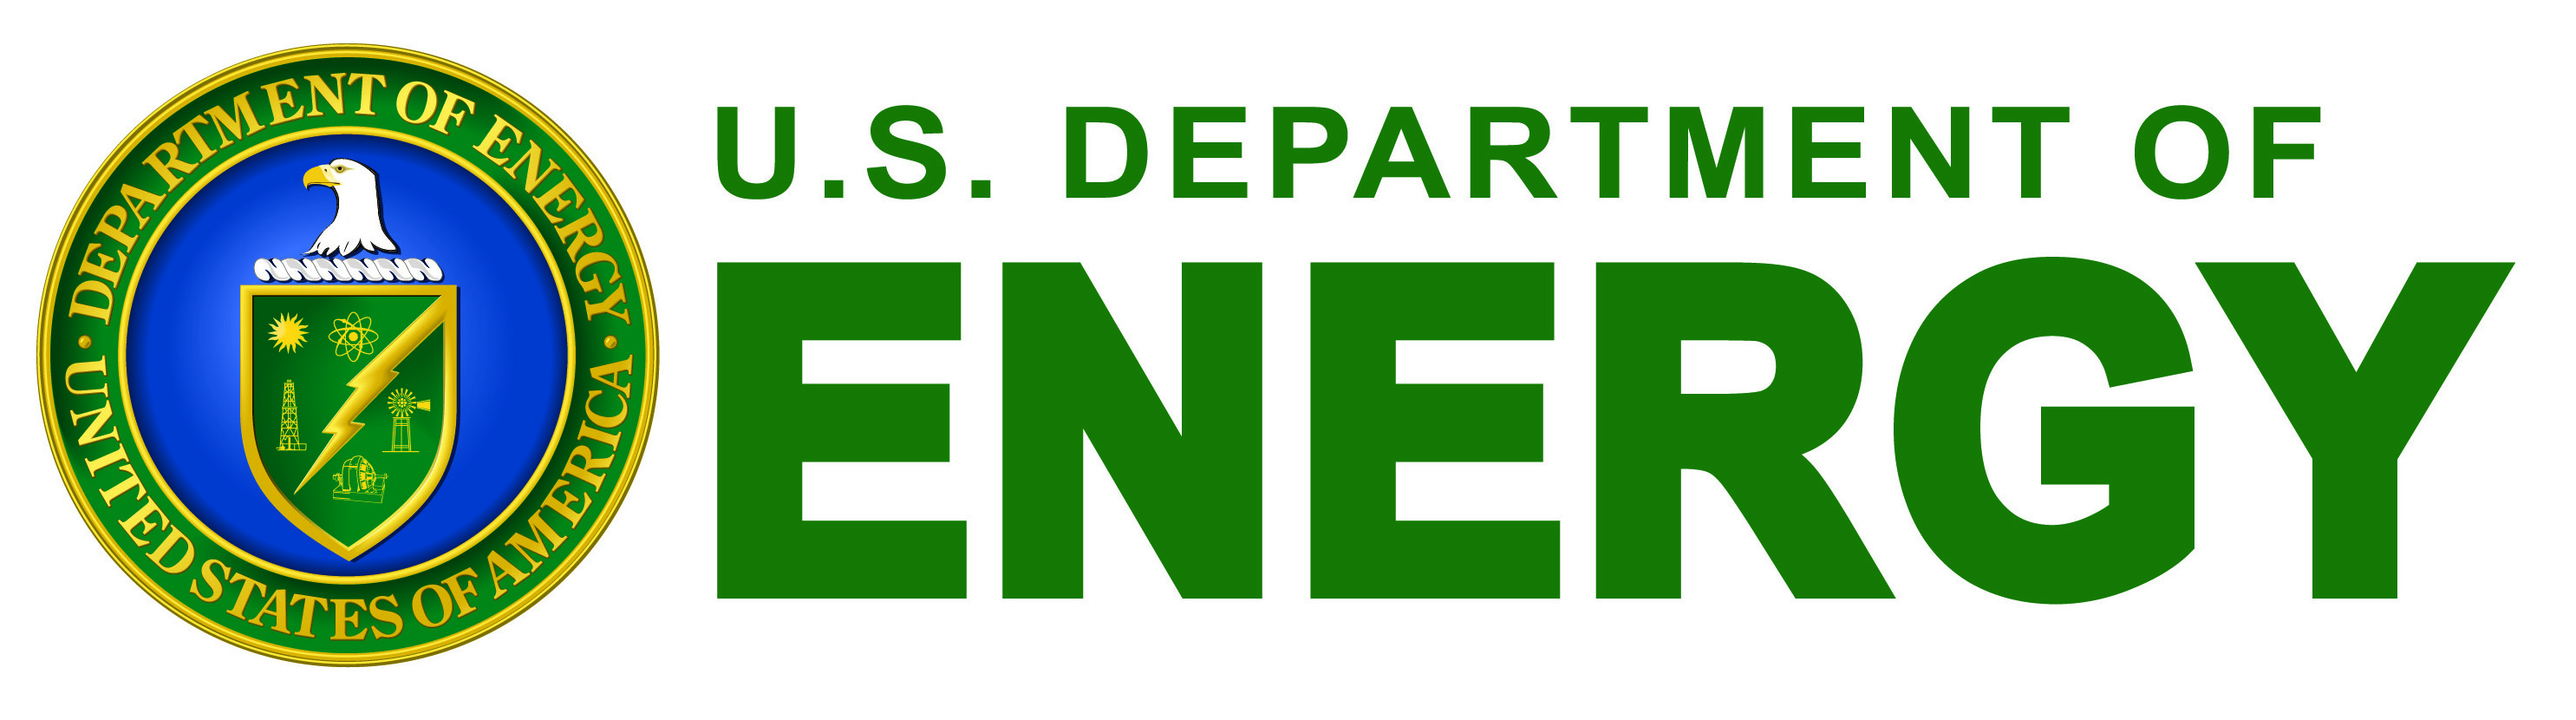 DEPARTMENT OF ENERGY
UNITED STATES OF AMERICA
U.S. DEPARTMENT OF
ENERGY